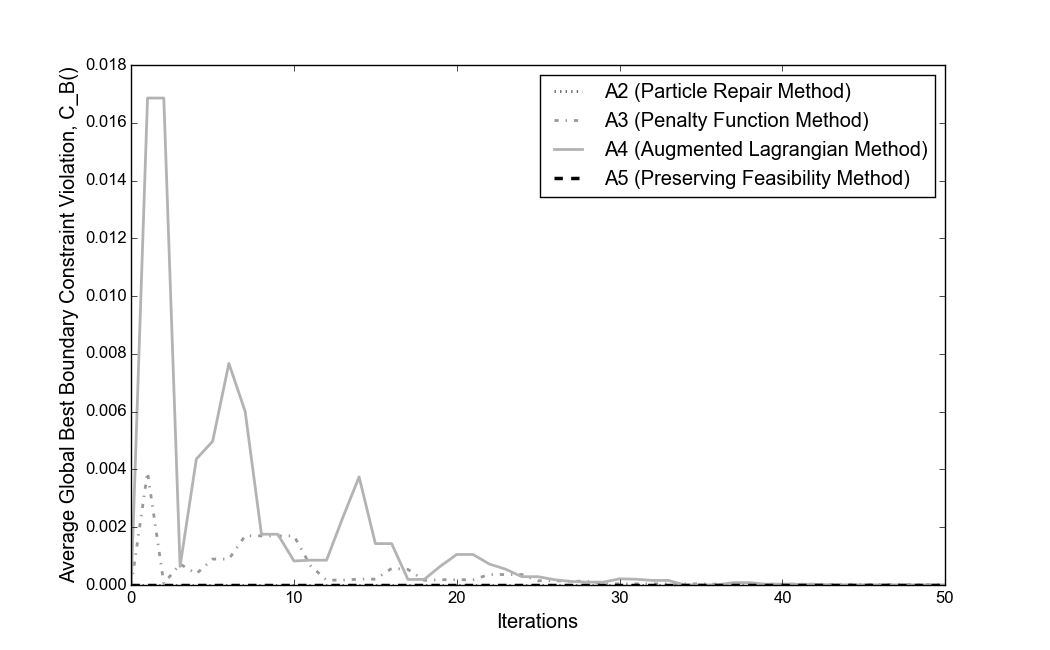 0.018
0.016
0.014
0.012
0.010
0.008
0.006
0.004
0.002
0.000
Average Global Best Boundary Constraint Violation, C_B()
A2 (Particle Repair Method)
A3 (Penalty Function Method)
A4 (Augmented Lagrangian Method)
A5 (Preserving Feasibility Method)
0 10 20 30 40 50
Iterations